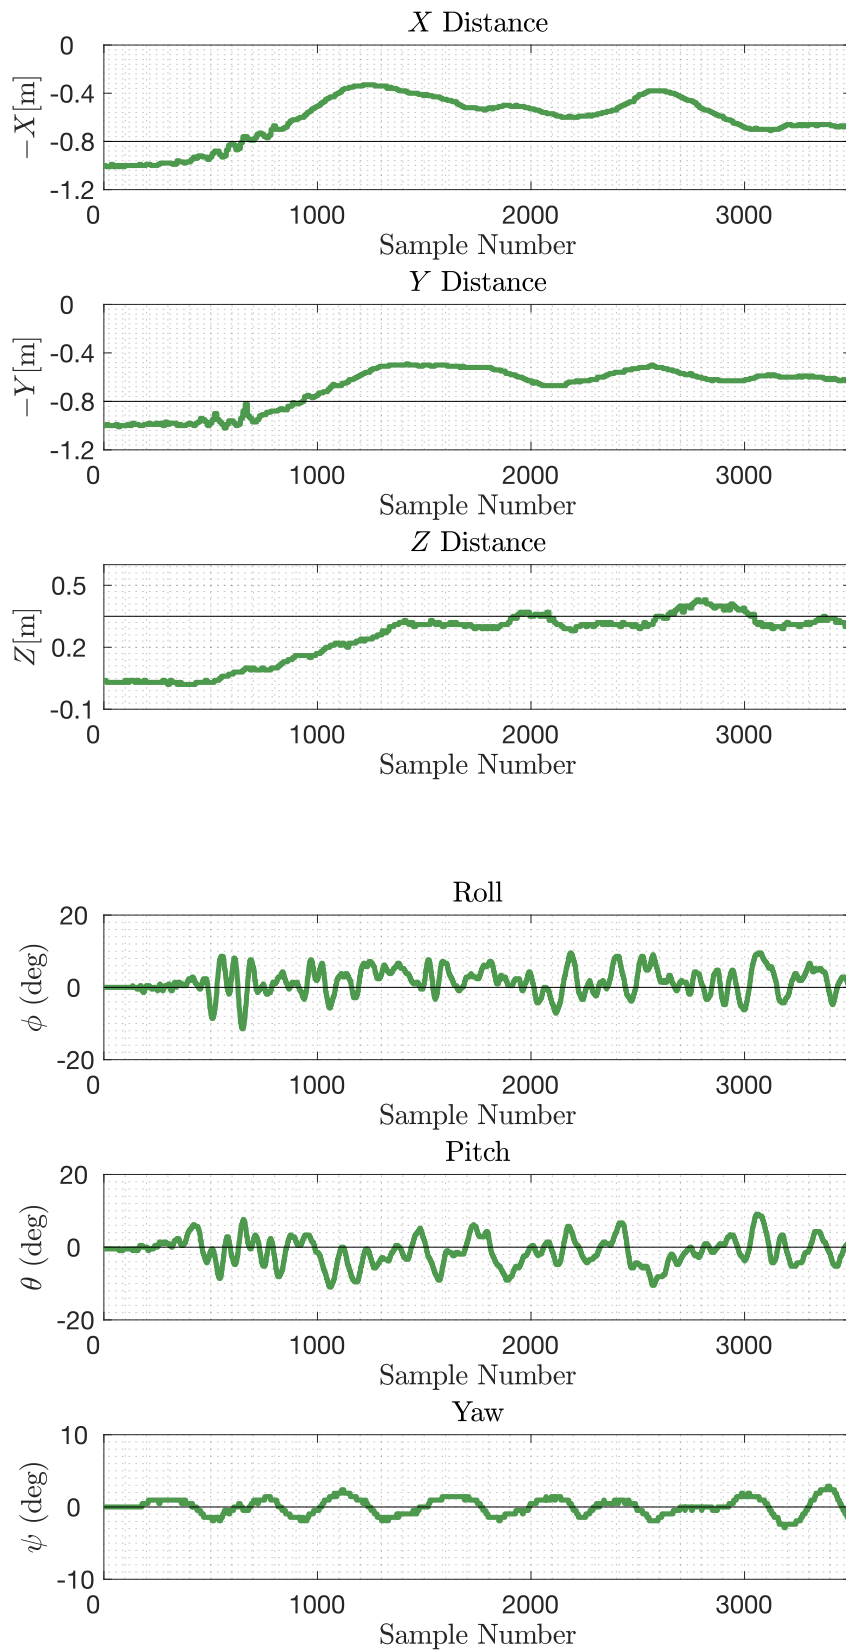 X Distance
0
-0.4
-0.8
-1.2
−X[m]
0 1000 2000 3000
Sample Number
Y Distance
0
-0.4
-0.8
-1.2
−Y[m]
0 1000 2000 3000
Sample Number
Z Distance
0.5
0.2
-0.1
Z[m]
0 1000 2000 3000
Sample Number
Roll
20
0
-20
ϕ (deg)
0 1000 2000 3000
Sample Number
Pitch
20
0
-20
θ (deg)
0 1000 2000 3000
Sample Number
Yaw
10
0
-10
ψ (deg)
0 1000 2000 3000
Sample Number